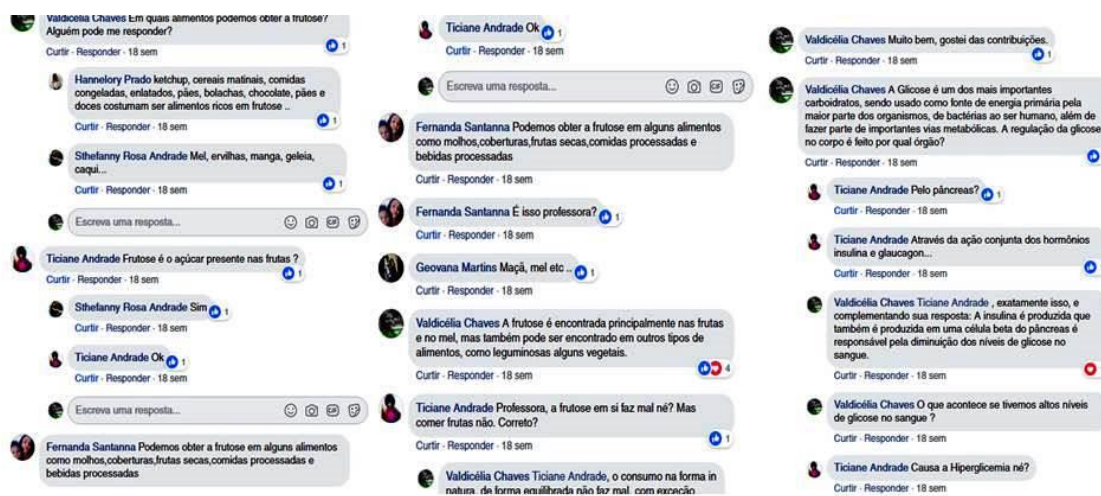 Valdicélia Chaves Em quais alimentos podemos obter a frutose?
Alguém pode me responder?
1
Curtir · Responder · 18 sem
Hannelory Prado ketchup, cereais matinais, comidas
congeladas, enlatados, pães, bolachas, chocolate, pães e
doces costumam ser alimentos ricos em frutose ..
1
Curtir · Responder · 18 sem
Sthefanny Rosa Andrade Mel, ervilhas, manga, geleia,
caqui...
1
Curtir · Responder · 18 sem
Escreva uma resposta...
GIF
Ticiane Andrade Frutose é o açúcar presente nas frutas ?
1
Curtir · Responder · 18 sem
Sthefanny Rosa Andrade Sim
1
Curtir · Responder · 18 sem
Ticiane Andrade Ok
1
Curtir · Responder · 18 sem
Escreva uma resposta...
GIF
Fernanda Santanna Podemos obter a frutose em alguns alimentos
como molhos,coberturas,frutas secas,comidas processadas e
bebidas processadas
Ticiane Andrade Ok
1
Curtir · Responder · 18 sem
Escreva uma resposta...
GIF
Fernanda Santanna Podemos obter a frutose em alguns alimentos
como molhos,coberturas,frutas secas,comidas processadas e
bebidas processadas
Curtir · Responder · 18 sem
Fernanda Santanna É isso professora?
1
Curtir · Responder · 18 sem
Geovana Martins Maçã, mel etc ..
1
Curtir · Responder · 18 sem
Valdicélia Chaves A frutose é encontrada principalmente nas frutas
e no mel, mas também pode ser encontrado em outros tipos de
alimentos, como leguminosas alguns vegetais.
4
Curtir · Responder · 18 sem
Ticiane Andrade Professora, a frutose em si faz mal né? Mas
comer frutas não. Correto?
1
Curtir · Responder · 18 sem
Valdicélia Chaves Ticiane Andrade, o consumo na forma in
natura, de forma equilibrada não faz mal, com exceção
Valdicélia Chaves Muito bem, gostei das contribuições.
1
Curtir · Responder · 18 sem
Valdicélia Chaves A Glicose é um dos mais importantes
carboidratos, sendo usado como fonte de energia primária pela
maior parte dos organismos, de bactérias ao ser humano, além de
fazer parte de importantes vias metabólicas. A regulação da glicose
no corpo é feito por qual órgão?
Curtir · Responder · 18 sem
Ticiane Andrade Pelo pâncreas?
1
Curtir · Responder · 18 sem
Ticiane Andrade Através da ação conjunta dos hormônios
insulina e glaucagon...
Curtir · Responder · 18 sem
Valdicélia Chaves Ticiane Andrade , exatamente isso, e
complementando sua resposta: A insulina é produzida que
também é produzida em uma célula beta do pâncreas é
responsável pela diminuição dos níveis de glicose no
sangue.
Curtir · Responder · 18 sem
Valdicélia Chaves O que acontece se tivemos altos níveis
de glicose no sangue ?
Curtir · Responder · 18 sem
Ticiane Andrade Causa a Hiperglicemia né?
Curtir · Responder · 18 sem